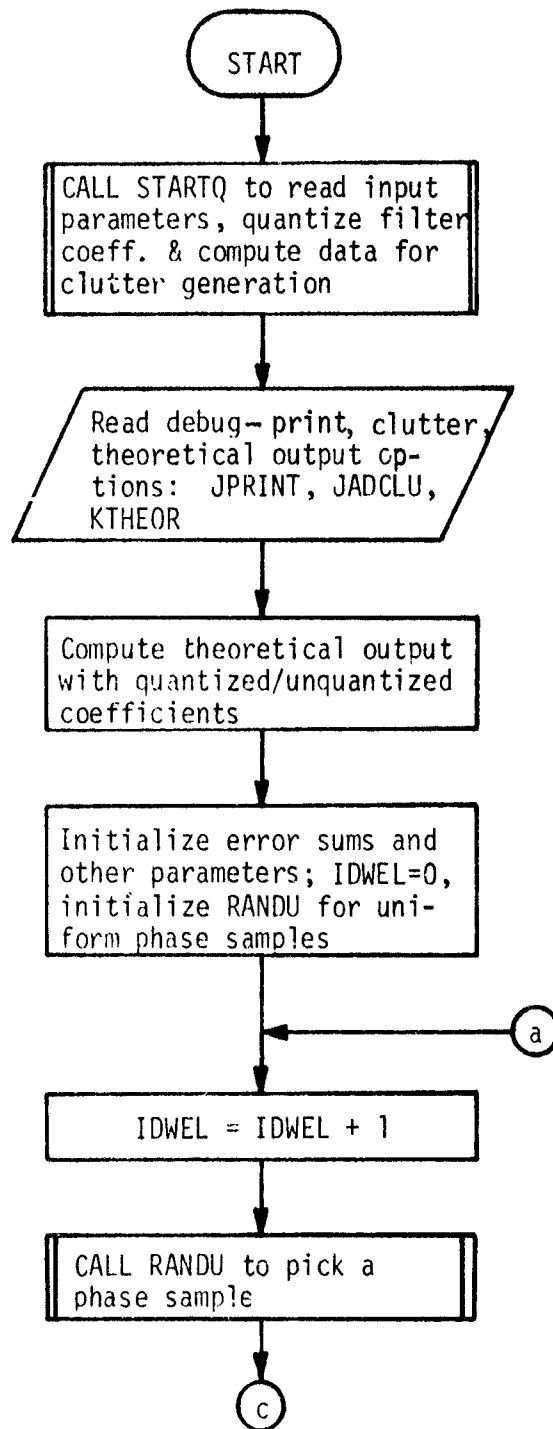 START
CALL STARTQ to read input
parameters, quantize filter
coeff. & compute data for
clutter generation
Read debug-print, clutter,
theoretical output op-
tions: JPRINT, JADCLU,
KTHEOR
Compute theoretical output
with quantized/unquantized
coefficients
Initialize error sums and
other parameters; IDWEL=0,
initialize RANDU for uni-
form phase samples
a
IDWEL = IDWEL + 1
CALL RANDU to pick a
phase sample
c